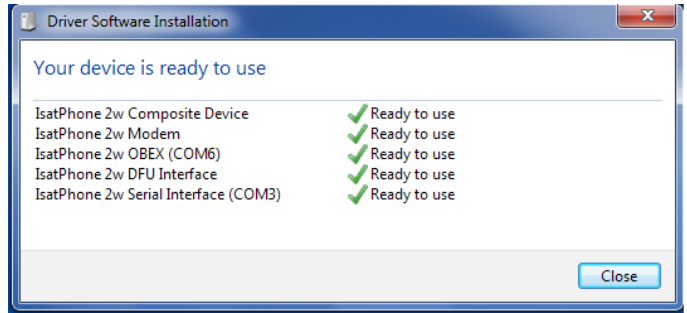 Driver Software Installation
Your device is ready to use
IsatPhone 2w Composite Device Ready to use
IsatPhone 2w Modem Ready to use
IsatPhone 2w OBEX (COM6) Ready to use
IsatPhone 2w DFU Interface Ready to use
IsatPhone 2w Serial Interface (COM3) Ready to use
Close